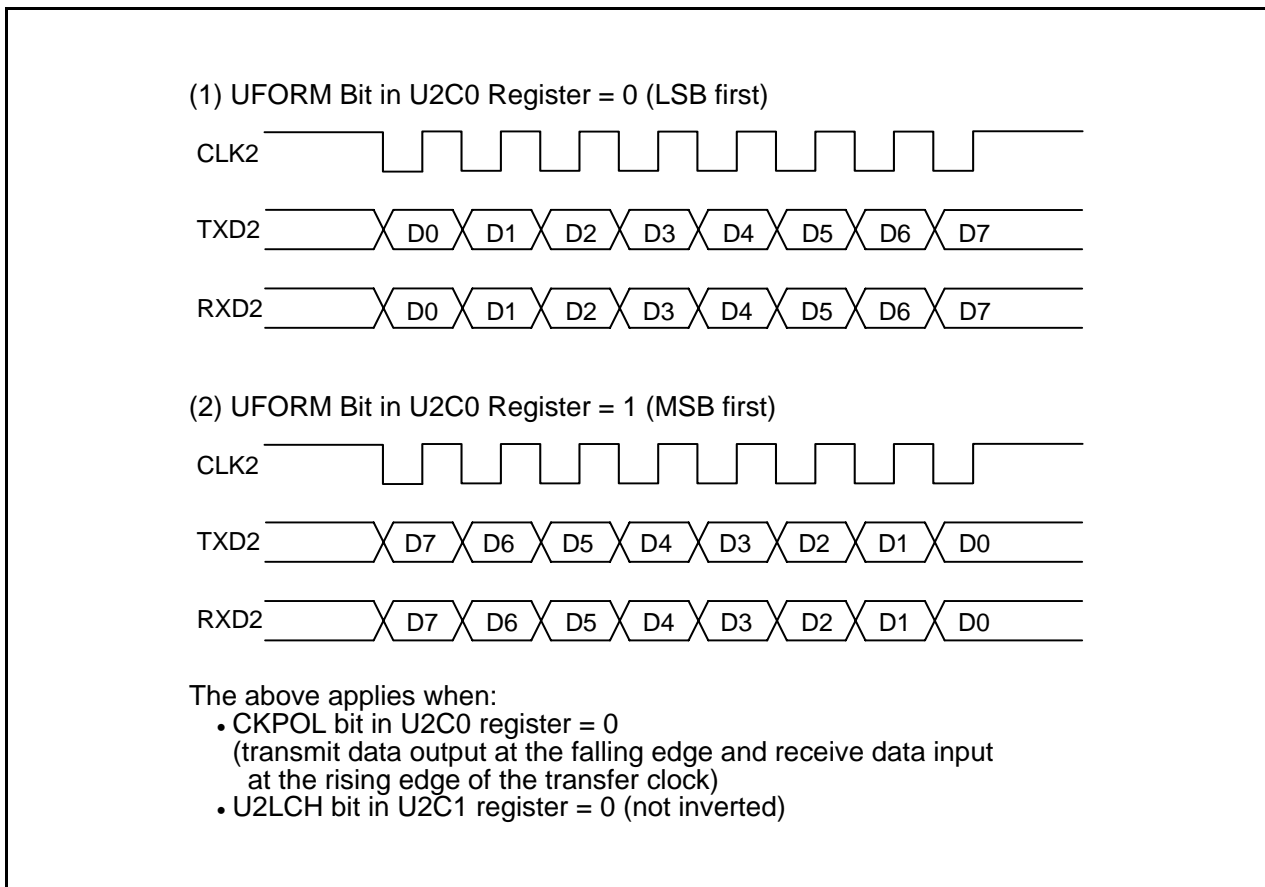 (1) UFORM Bit in U2C0 Register = 0 (LSB first)
CLK2
TXD2 D0 D1 D2 D3 D4 D5 D6 D7
RXD2 D0 D1 D2 D3 D4 D5 D6 D7
(2) UFORM Bit in U2C0 Register = 1 (MSB first)
CLK2
TXD2 D7 D6 D5 D4 D3 D2 D1 D0
RXD2 D7 D6 D5 D4 D3 D2 D1 D0
The above applies when:
• CKPOL bit in U2C0 register = 0
(transmit data output at the falling edge and receive data input
at the rising edge of the transfer clock)
• U2LCH bit in U2C1 register = 0 (not inverted)